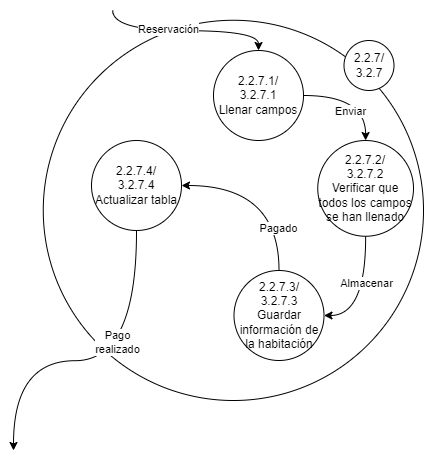 Reservación
2.2.7/
3.2.7
2.2.7.1/
3.2.7.1
Llenar campos
Enviar
2.2.7.2/
3.2.7.2
Verificar que
todos los campos
se han llenado
2.2.7.4/
3.2.7.4
Actualizar tabla
Pagado
Almacenar
2.2.7.3/
3.2.7.3
Guardar
información de
la habitación
Pago
realizado